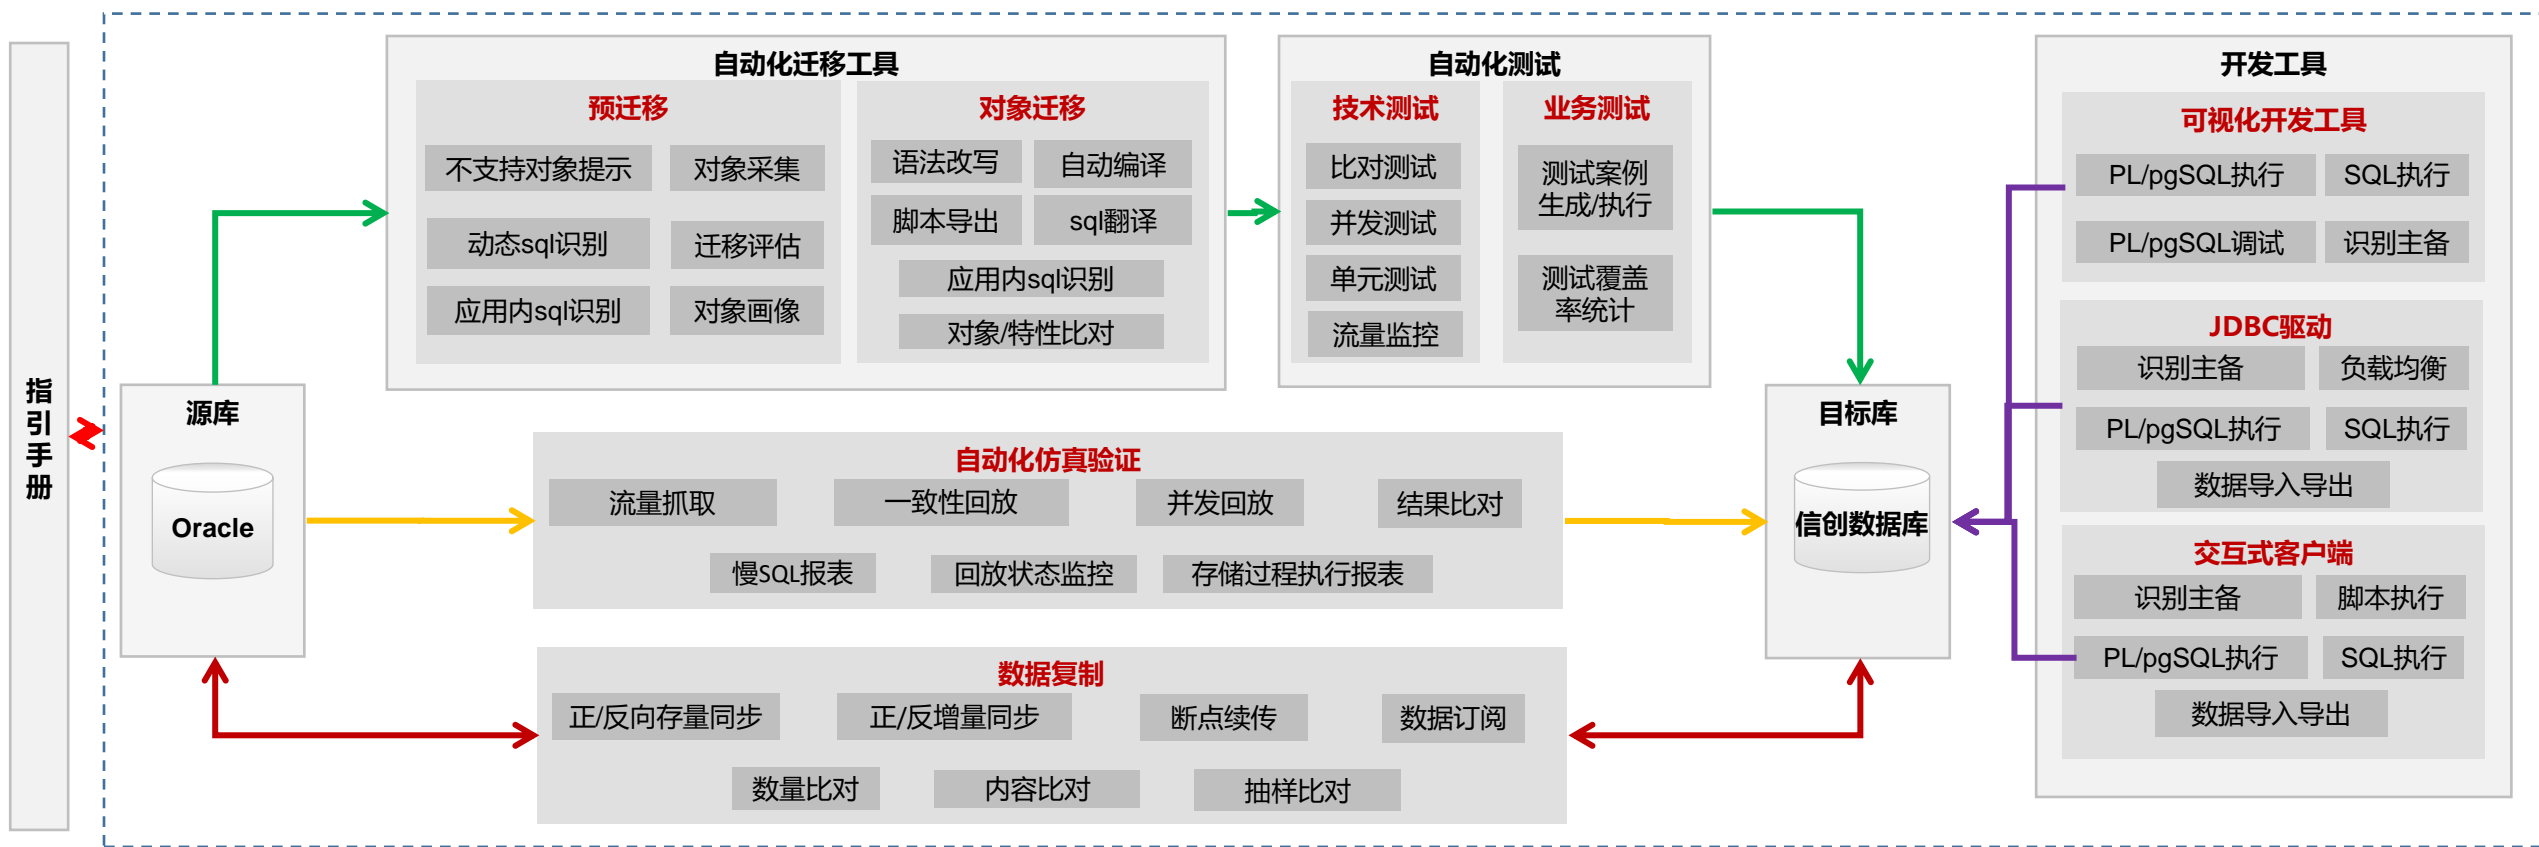 指
引
手
册
源库
Oracle
自动化迁移工具
预迁移
不支持对象提示
对象采集
动态sql识别
迁移评估
应用内sql识别
对象画像
对象迁移
语法改写
自动编译
脚本导出
sql翻译
应用内sql识别
对象/特性比对
自动化测试
技术测试
比对测试
并发测试
单元测试
流量监控
业务测试
测试案例
生成/执行
测试覆盖
率统计
自动化仿真验证
流量抓取
一致性回放
并发回放
结果比对
慢SQL报表
回放状态监控
存储过程执行报表
数据复制
正/反向存量同步
正/反增量同步
断点续传
数据订阅
数量比对
内容比对
抽样比对
目标库
信创数据库
开发工具
可视化开发工具
PL/pgSQL执行
SQL执行
PL/pgSQL调试
识别主备
JDBC驱动
识别主备
负载均衡
PL/pgSQL执行
SQL执行
数据导入导出
交互式客户端
识别主备
脚本执行
PL/pgSQL执行
SQL执行
数据导入导出